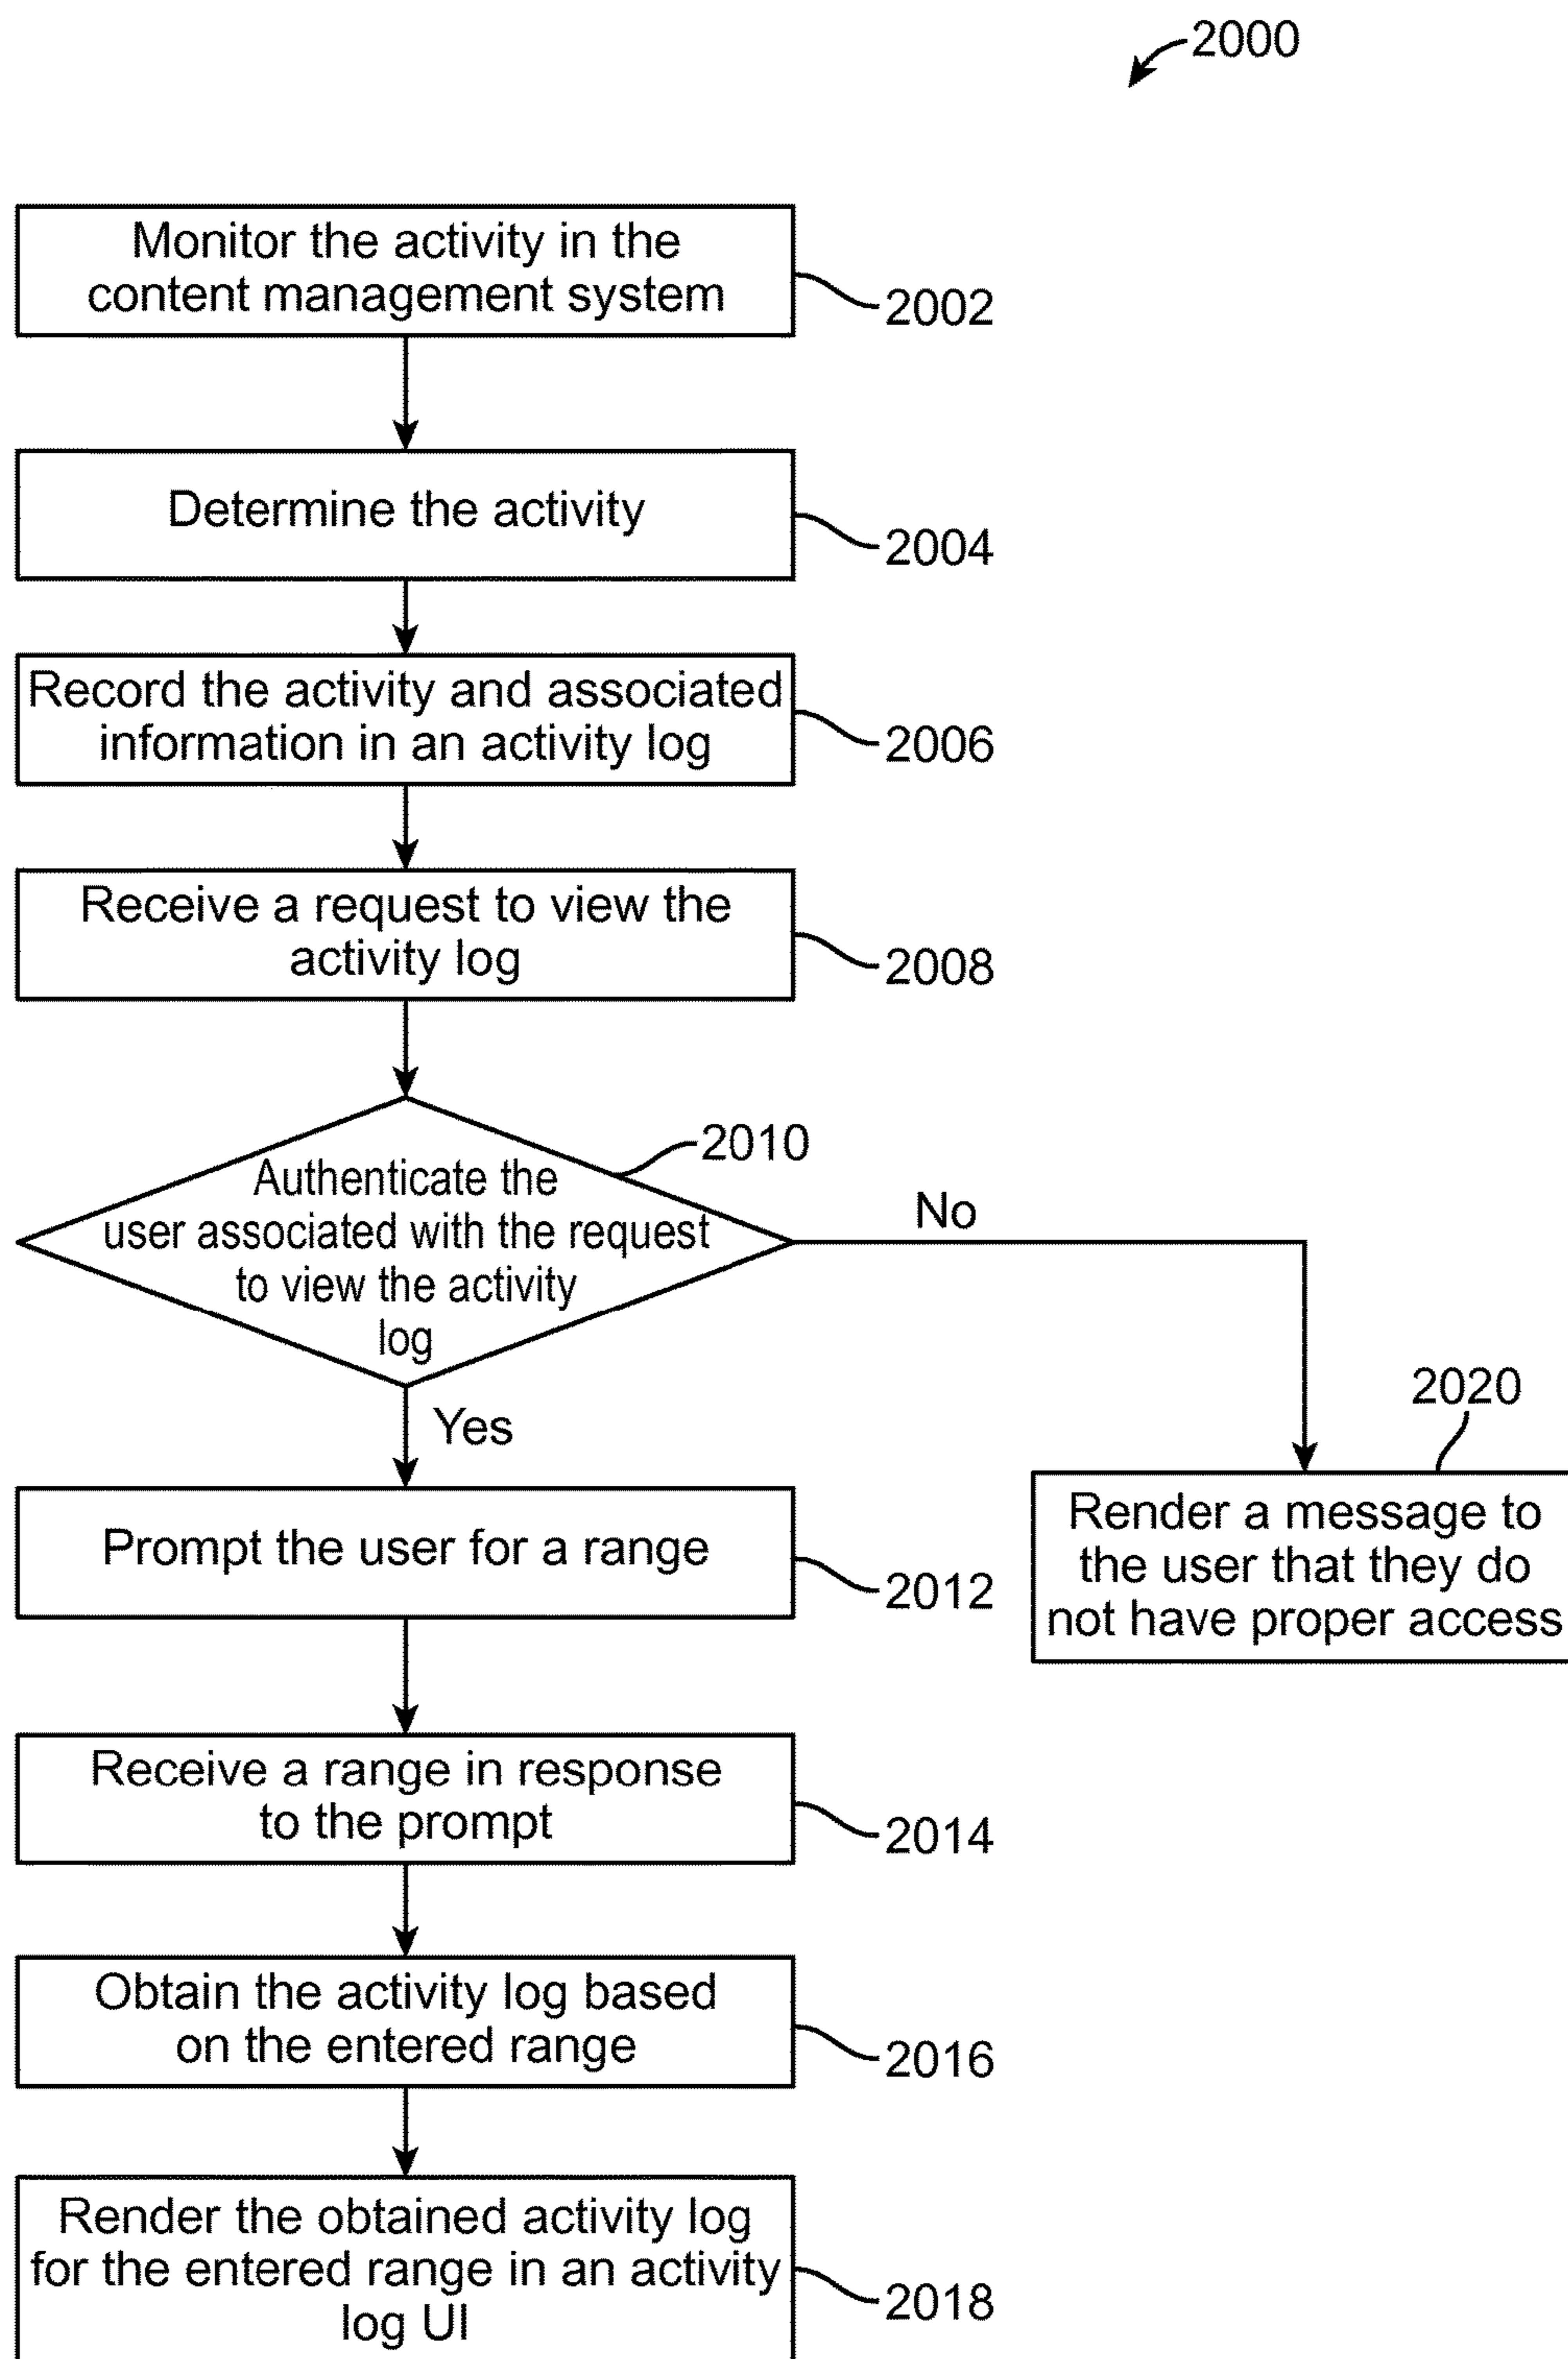 2000
Monitor the activity in the
content management system
2002
Determine the activity
2004
Record the activity and associated
information in an activity log
2006
Receive a request to view the
activity log
2008
2010
Authenticate the
user associated with the request
to view the activity
log
No
Yes
2020
Render a message to
the user that they do
not have proper access
Prompt the user for a range
2012
Receive a range in response
to the prompt
2014
Obtain the activity log based
on the entered range
2016
Render the obtained activity log
for the entered range in an activity
log UI
2018